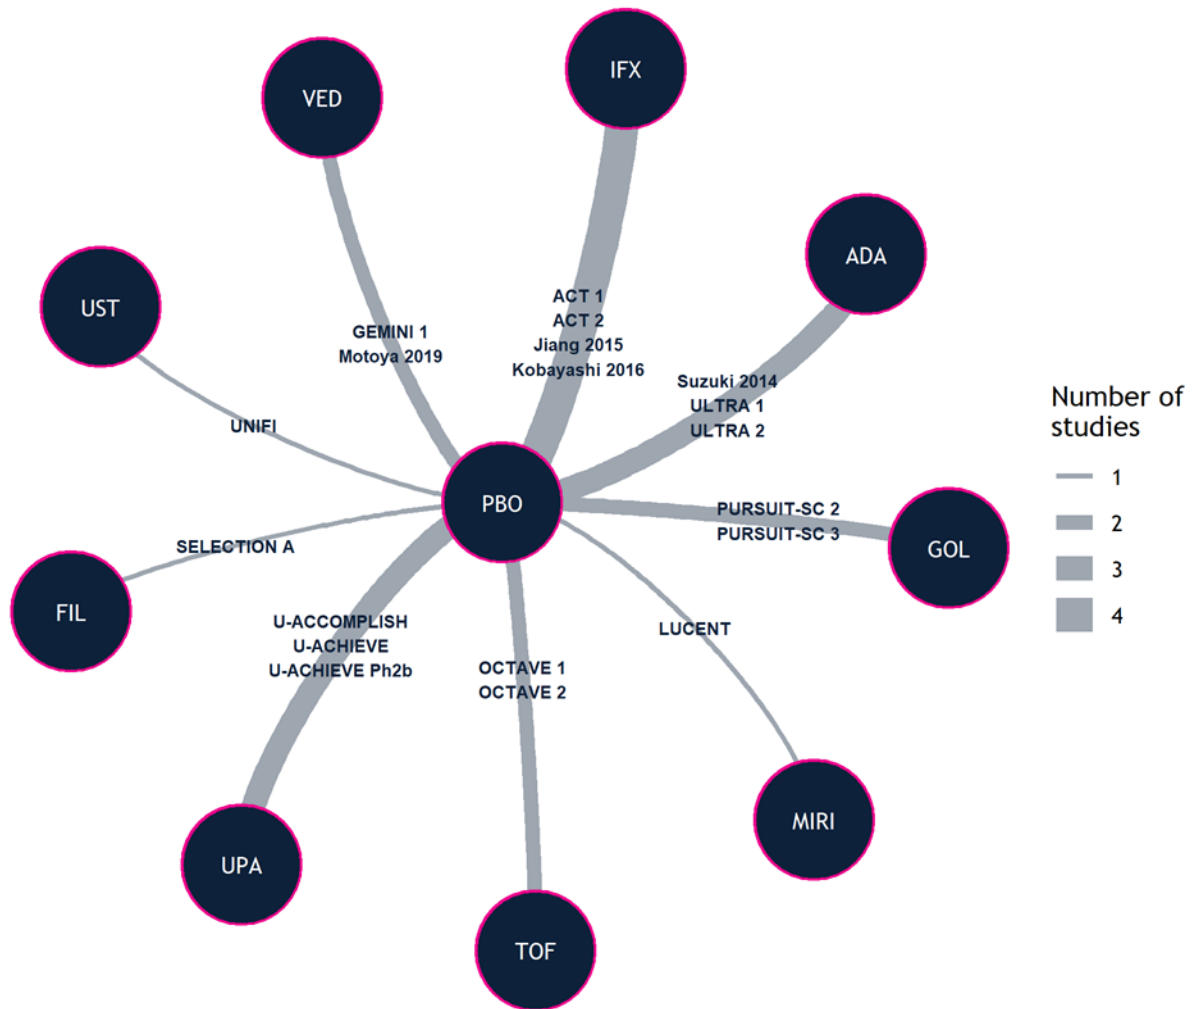 IFX
VED
ADA
UST
ACT 1
ACT 2
Jiang 2015
Kobayashi 2016
GEMINI 1
Motoya 2019
Suzuki 2014
ULTRA 1
ULTRA 2
UNIFI
PBO
PURSUIT-SC 2
PURSUIT-SC 3
GOL
SELECTION A
FIL
U-ACCOMPLISH
U-ACHIEVE
U-ACHIEVE Ph2b
LUCENT
OCTAVE 1
OCTAVE 2
MIRI
UPA
TOF
Number of
studies
1
2
3
4